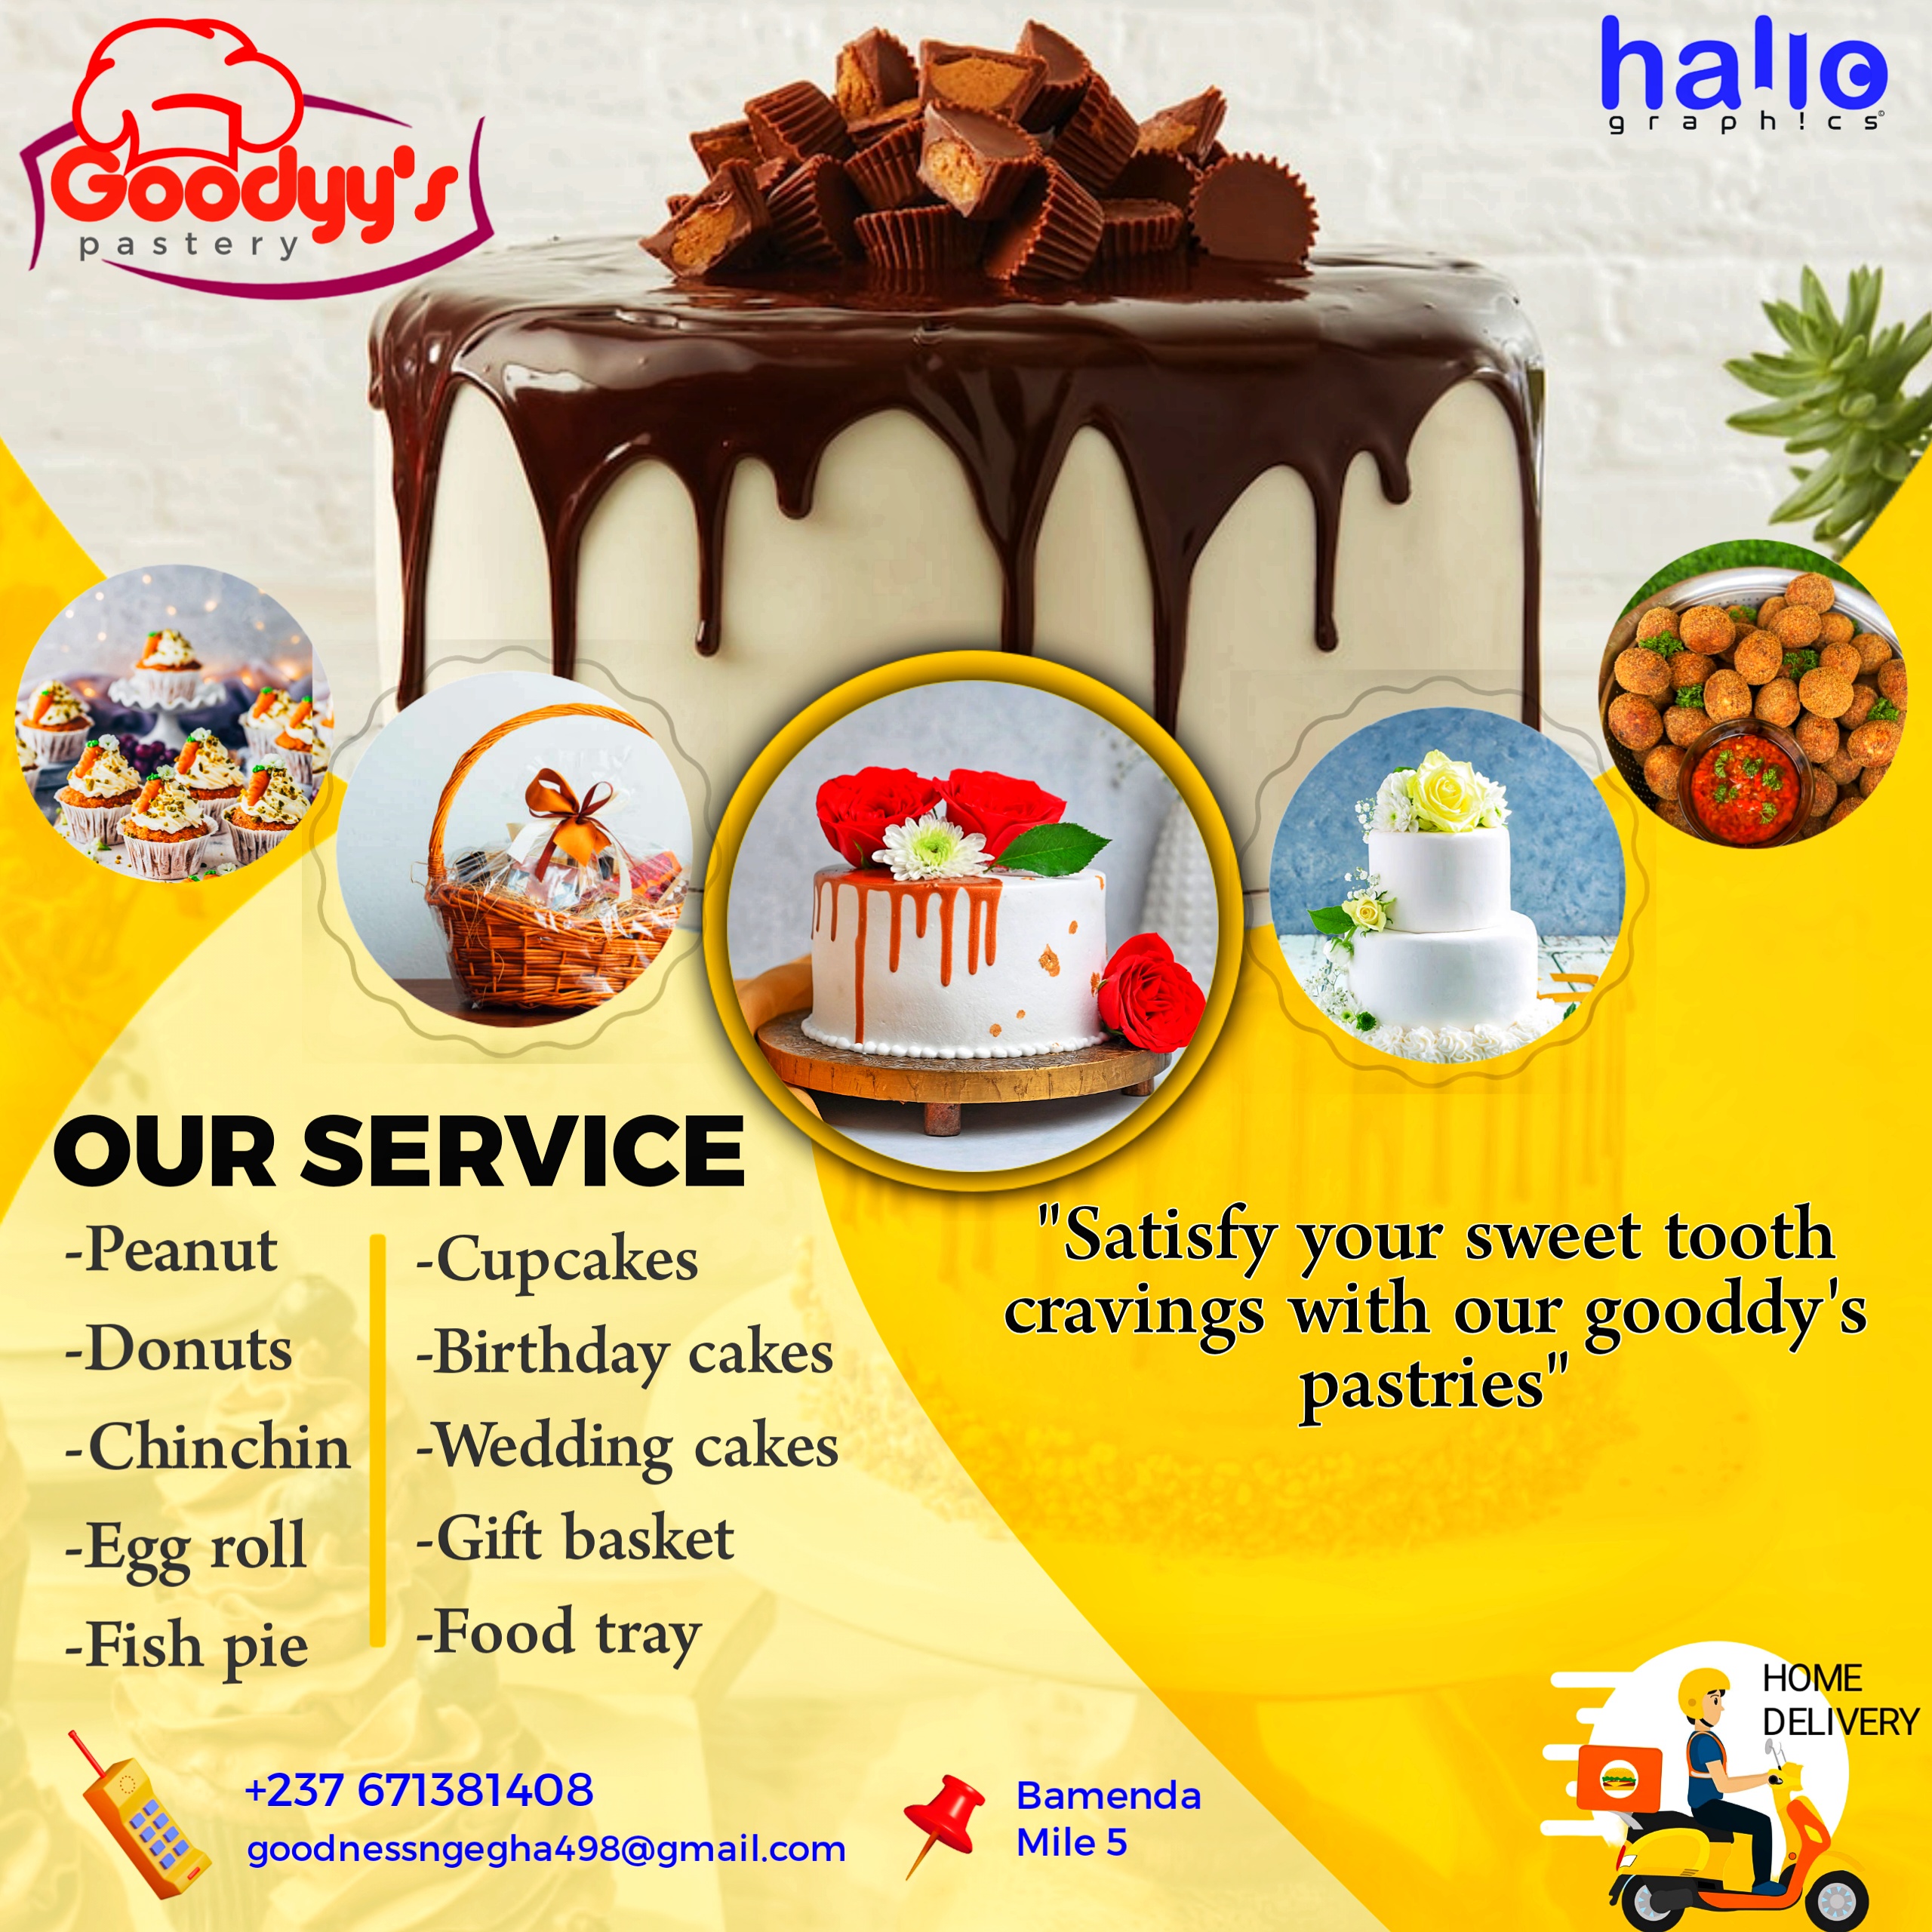 Goodyy's
pastery
hallo
graph!cs
OUR SERVICE
-Peanut
-Donuts
-Chinchin
-Egg roll
-Fish pie
-Cupcakes
-Birthday cakes
-Wedding cakes
-Gift basket
-Food tray
"Satisfy your sweet tooth
cravings with our gooddy's
pastries"
+237 671381408
goodnessngegha498@gmail.com
Bamenda
Mile 5
HOME
DELIVERY